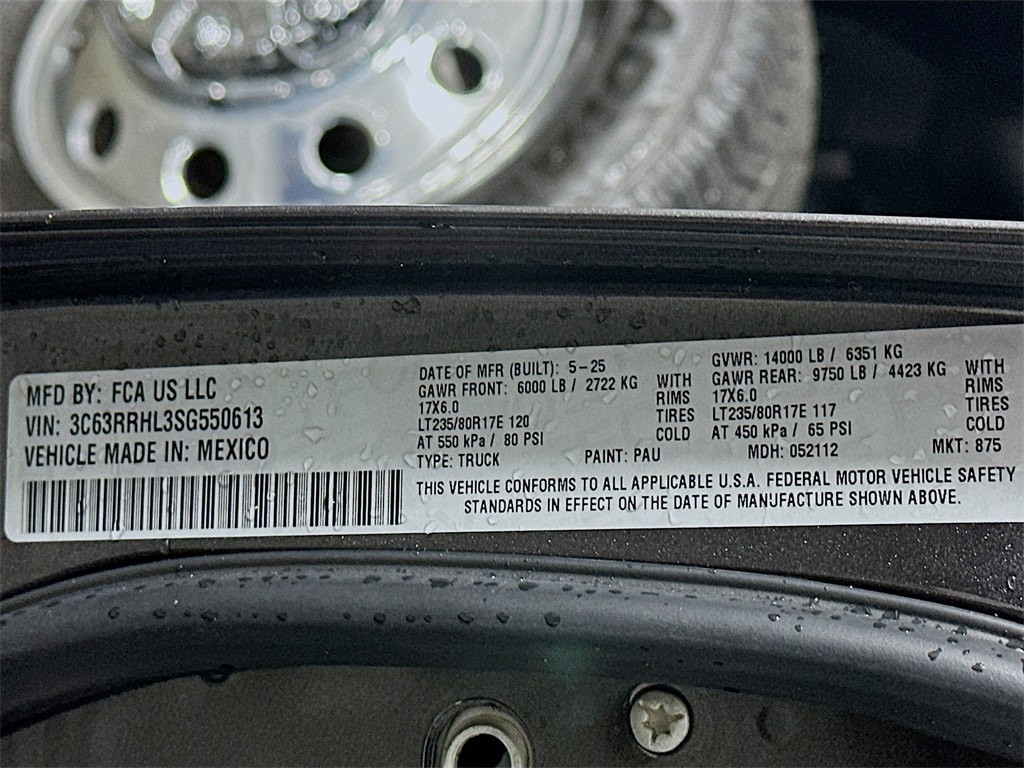 MFD BY: FCA US LLC
VIN: 3C63RRHL3SG550613
VEHICLE MADE IN: MEXICO
DATE OF MFR (BUILT): 5-25
GAWR FRONT: 6000 LB / 2722 KG WITH
17X6.0 RIMS
LT235/80R17E 120 TIRES
AT 550 kPa / 80 PSI COLD
TYPE: TRUCK PAINT: PAU
GVWR: 14000 LB / 6351 KG
GAWR REAR: 9750 LB / 4423 KG WITH
17X6.0 RIMS
LT235/80R17E 117 TIRES
AT 450 kPa / 65 PSI COLD
MDH: 052112 MKT: 875
THIS VEHICLE CONFORMS TO ALL APPLICABLE U.S.A. FEDERAL MOTOR VEHICLE SAFETY
STANDARDS IN EFFECT ON THE DATE OF MANUFACTURE SHOWN ABOVE.